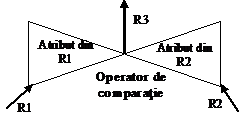 R3
Atribut din
R1
Atribut din
R2
Operator de
comparaţie
R1
R2